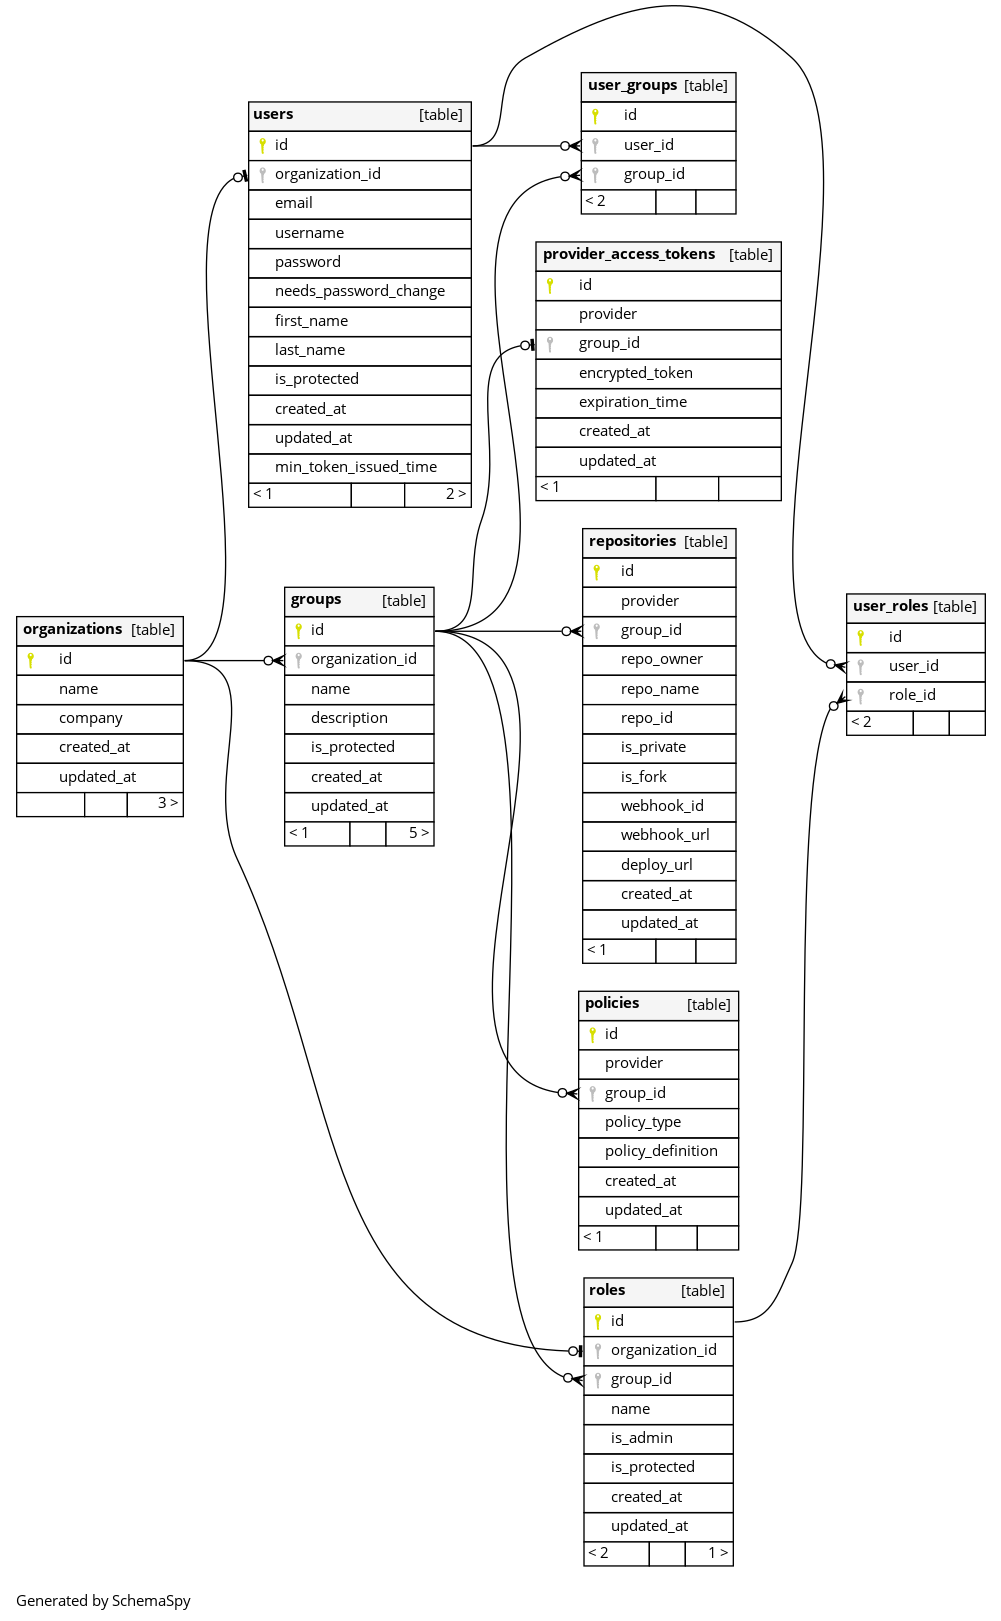 users [table]
id
organization_id
email
username
password
needs_password_change
first_name
last_name
is_protected
created_at
updated_at
min_token_issued_time
< 1 2 >
user_groups [table]
id
user_id
group_id
< 2
provider_access_tokens [table]
id
provider
group_id
encrypted_token
expiration_time
created_at
updated_at
< 1
organizations [table]
id
name
company
created_at
updated_at
3 >
groups [table]
id
organization_id
name
description
is_protected
created_at
updated_at
< 1 5 >
repositories [table]
id
provider
group_id
repo_owner
repo_name
repo_id
is_private
is_fork
webhook_id
webhook_url
deploy_url
created_at
updated_at
< 1
user_roles [table]
id
user_id
role_id
< 2
policies [table]
id
provider
group_id
policy_type
policy_definition
created_at
updated_at
< 1
roles [table]
id
organization_id
group_id
name
is_admin
is_protected
created_at
updated_at
< 2 1 >
Generated by SchemaSpy